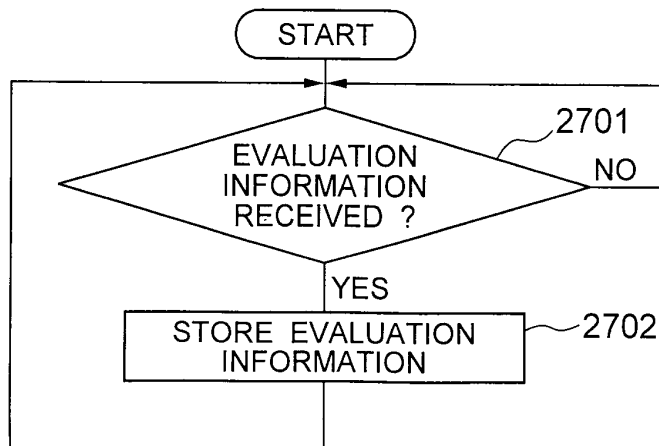 START
2701
EVALUATION
INFORMATION
RECEIVED ?
NO
YES
STORE EVALUATION
INFORMATION
2702